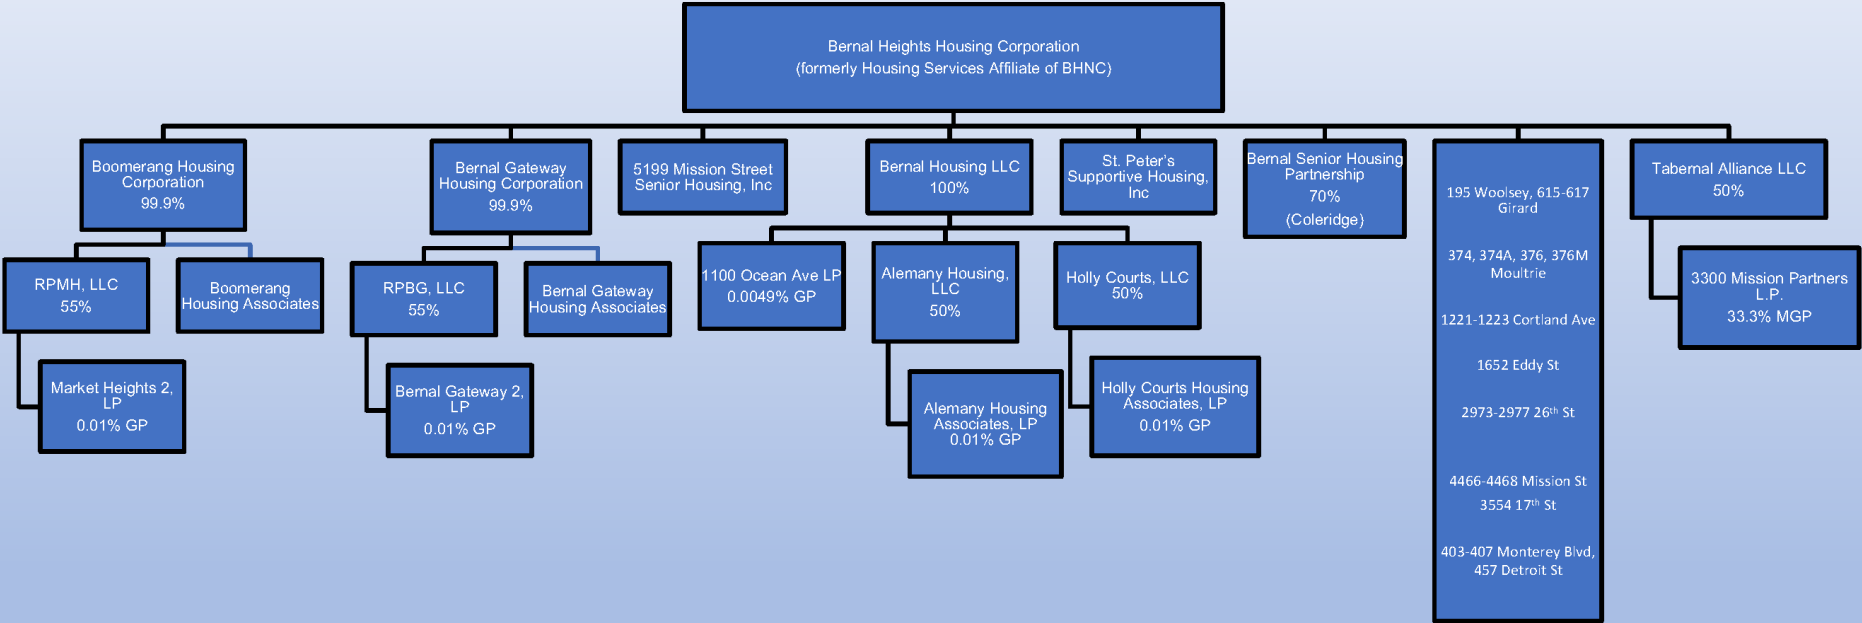 Bernal Heights Housing Corporation
(formerly Housing Services Affiliate of BHNC)
Boomerang Housing
Corporation
99.9%
Bernal Gateway
Housing Corporation
99.9%
5199 Mission Street
Senior Housing, Inc
Bernal Housing LLC
100%
St. Peter's
Supportive Housing,
Inc
Bernal Senior Housing
Partnership
70%
(Coleridge)
195 Woolsey, 615-617
Girard
374, 374A, 376, 376M
Moultrie
1221-1223 Cortland Ave
1652 Eddy St
2973-2977 26th St
4466-4468 Mission St
3554 17th St
403-407 Monterey Blvd,
457 Detroit St
Tabernal Alliance LLC
50%
RPMH, LLC
55%
Boomerang
Housing Associates
RPBG, LLC
55%
Bernal Gateway
Housing Associates
1100 Ocean Ave LP
0.0049% GP
Alemany Housing,
LLC
50%
Holly Courts, LLC
50%
3300 Mission Partners
L.P.
33.3% MGP
Market Heights 2,
LP
0.01% GP
Bernal Gateway 2,
LP
0.01% GP
Alemany Housing
Associates, LP
0.01% GP
Holly Courts Housing
Associates, LP
0.01% GP